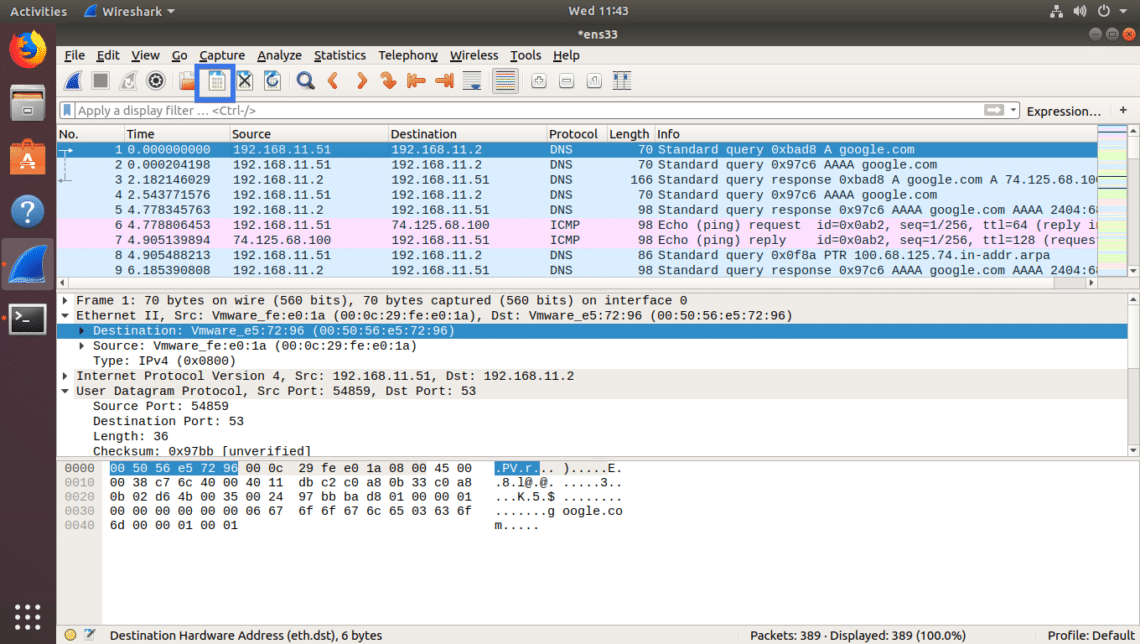 Activities Wireshark Wed 11:43
*ens33
File Edit View Go Capture Analyze Statistics Telephony Wireless Tools Help
Apply a display filter … <Ctrl-/> Expression… +
No. Time Source Destination Protocol Length Info
1 0.000000000 192.168.11.51 192.168.11.2 DNS 70 Standard query 0xbad8 A google.com
2 0.000204198 192.168.11.51 192.168.11.2 DNS 70 Standard query 0x97c6 AAAA google.com
3 2.182146029 192.168.11.2 192.168.11.51 DNS 166 Standard query response 0xbad8 A google.com A 74.125.68.10
4 2.543771576 192.168.11.51 192.168.11.2 DNS 70 Standard query 0x97c6 AAAA google.com
5 4.778345763 192.168.11.2 192.168.11.51 DNS 98 Standard query response 0x97c6 AAAA google.com AAAA 2404:6
6 4.778806453 192.168.11.51 74.125.68.100 ICMP 98 Echo (ping) request id=0x0ab2, seq=1/256, ttl=64 (reply i
7 4.905139894 74.125.68.100 192.168.11.51 ICMP 98 Echo (ping) reply id=0x0ab2, seq=1/256, ttl=128 (reques
8 4.905488213 192.168.11.51 192.168.11.2 DNS 86 Standard query 0x0f8a PTR 100.68.125.74.in-addr.arpa
9 6.185390808 192.168.11.2 192.168.11.51 DNS 98 Standard query response 0x97c6 AAAA google.com AAAA 2404:6
Frame 1: 70 bytes on wire (560 bits), 70 bytes captured (560 bits) on interface 0
Ethernet II, Src: Vmware_fe:e0:1a (00:0c:29:fe:e0:1a), Dst: Vmware_e5:72:96 (00:50:56:e5:72:96)
Destination: Vmware_e5:72:96 (00:50:56:e5:72:96)
Source: Vmware_fe:e0:1a (00:0c:29:fe:e0:1a)
Type: IPv4 (0x0800)
Internet Protocol Version 4, Src: 192.168.11.51, Dst: 192.168.11.2
User Datagram Protocol, Src Port: 54859, Dst Port: 53
Source Port: 54859
Destination Port: 53
Length: 36
Checksum: 0x97bb [unverified]
0000 00 50 56 e5 72 96 00 0c 29 fe e0 1a 08 00 45 00 .PV.r... ).....E.
0010 00 38 c7 6c 40 00 40 11 db c2 c0 a8 0b 33 c0 a8 .8.l@.@. .....3..
0020 0b 02 d6 4b 00 35 00 24 97 bb ba d8 01 00 00 01 ...K.5.$ ........
0030 00 00 00 00 00 00 06 67 6f 6f 67 6c 65 03 63 6f .......g oogle.co
0040 6d 00 00 01 00 01 m.....
Destination Hardware Address (eth.dst), 6 bytes Packets: 389 · Displayed: 389 (100.0%) Profile: Default